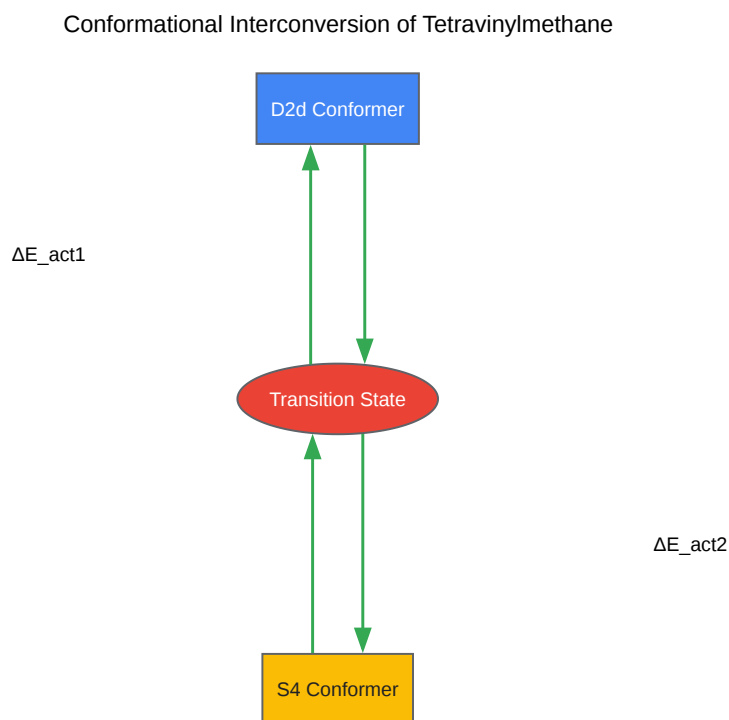 Conformational Interconversion of Tetravinylmethane
D2d Conformer
ΔE_act1
Transition State
ΔE_act2
S4 Conformer